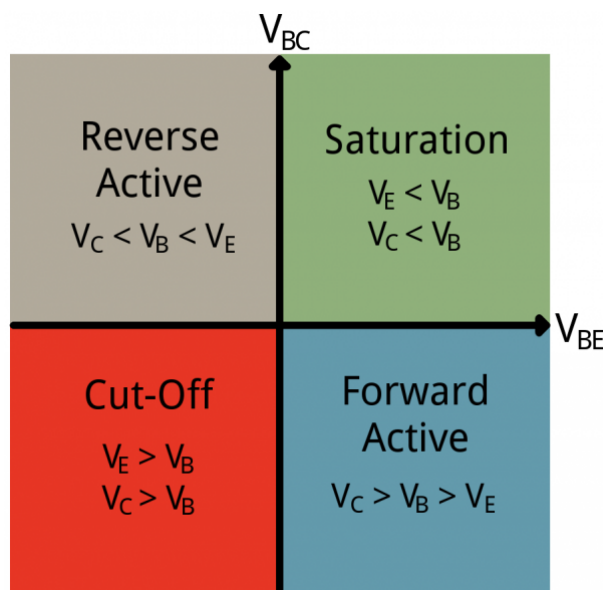 V_BC
Reverse
Active
V_C < V_B < V_E
Saturation
V_E < V_B
V_C < V_B
V_BE
Cut-Off
V_E > V_B
V_C > V_B
Forward
Active
V_C > V_B > V_E